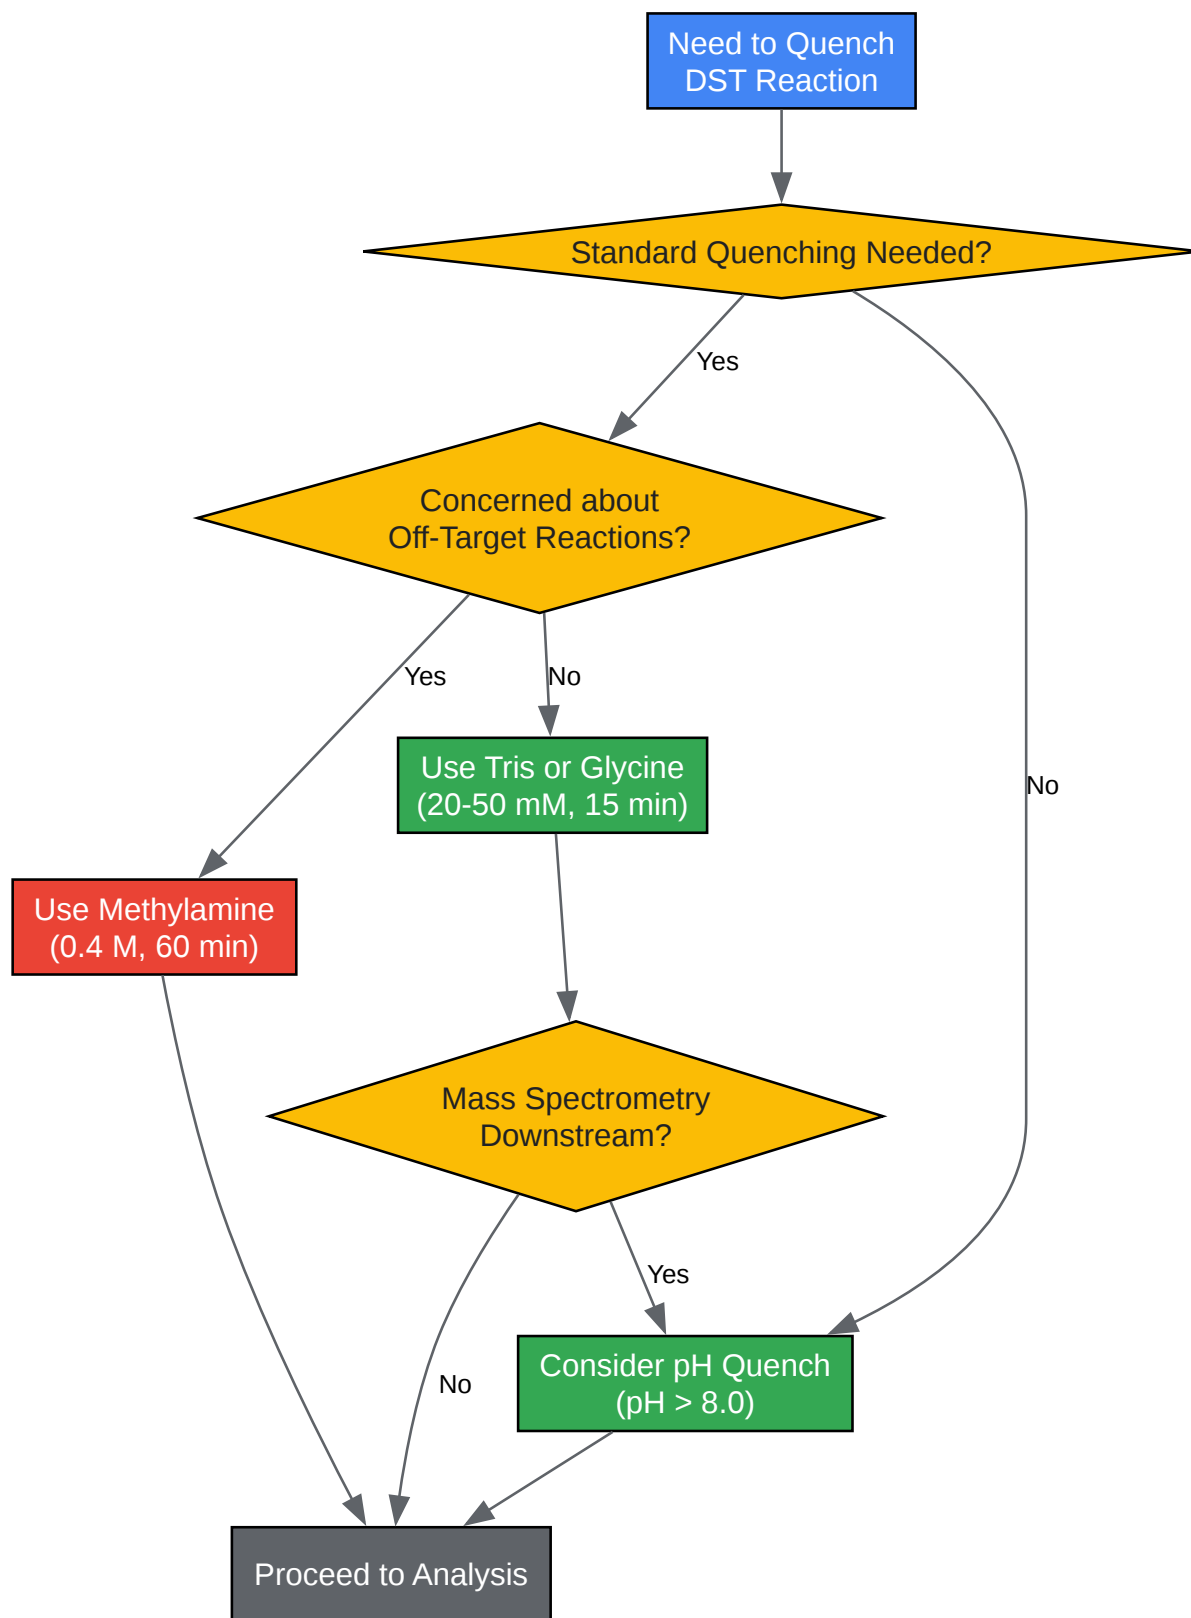 Need to Quench
DST Reaction
Standard Quenching Needed?
Yes
Concerned about
Off-Target Reactions?
Yes
No
Use Tris or Glycine
(20-50 mM, 15 min)
No
Use Methylamine
(0.4 M, 60 min)
Mass Spectrometry
Downstream?
Yes
No
Consider pH Quench
(pH > 8.0)
Proceed to Analysis